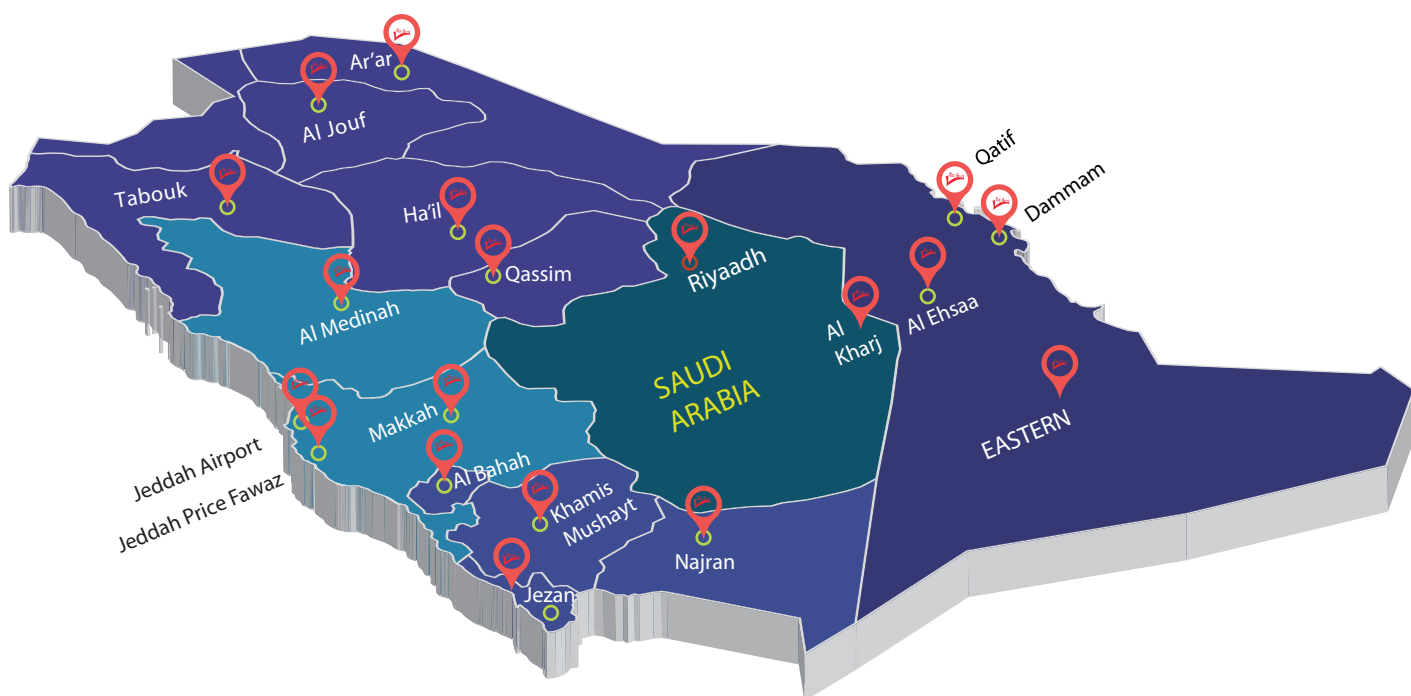 Ar’ar
Al Jouf
Qatif
Tabouk
Dammam
Ha’il
Qassim
Riyaadh
Al Medinah
Al Ehsaa
Al
Kharj
SAUDI
ARABIA
Makkah
EASTERN
Jeddah Airport
Al Bahah
Jeddah Price Fawaz
Khamis
Mushayt
Najran
Jezan